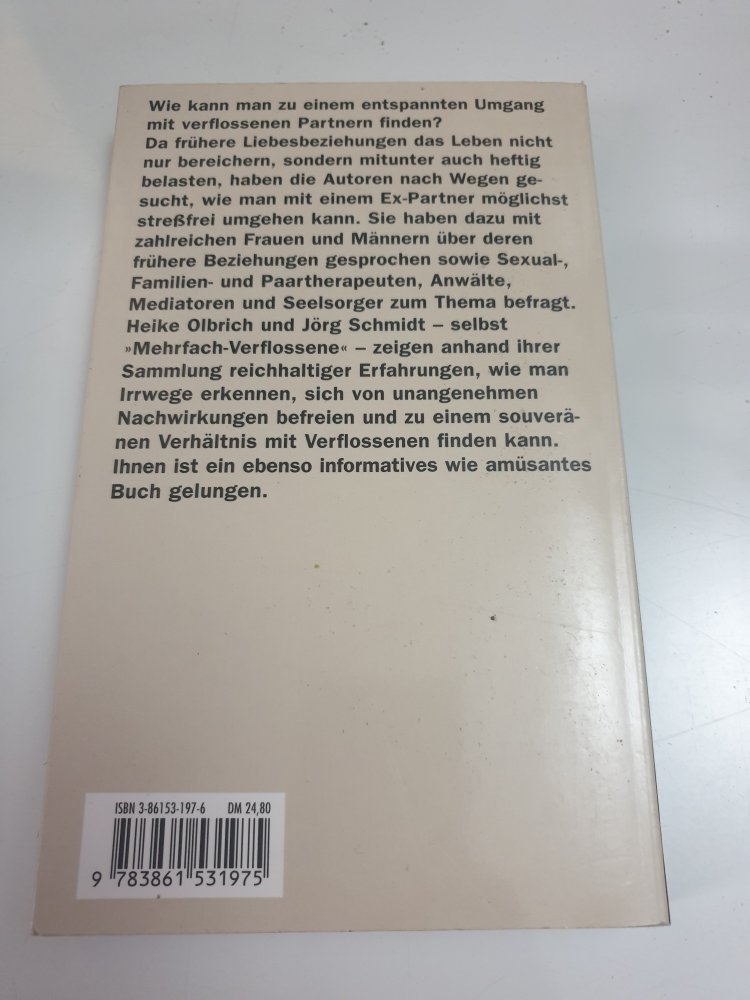 Wie kann man zu einem entspannten Umgang
mit verflossenen Partnern finden?
Da frühere Liebesbeziehungen das Leben nicht
nur bereichern, sondern mitunter auch heftig
belasten, haben die Autoren nach Wegen ge-
sucht, wie man mit einem Ex-Partner möglichst
streßfrei umgehen kann. Sie haben dazu mit
zahlreichen Frauen und Männern über deren
frühere Beziehungen gesprochen sowie Sexual-,
Familien- und Paartherapeuten, Anwälte,
Mediatoren und Seelsorger zum Thema befragt.
Heike Olbrich und Jörg Schmidt – selbst
»Mehrfach-Verflossene« – zeigen anhand ihrer
Sammlung reichhaltiger Erfahrungen, wie man
Irrwege erkennen, sich von unangenehmen
Nachwirkungen befreien und zu einem souverä-
nen Verhältnis mit Verflossenen finden kann.
Ihnen ist ein ebenso informatives wie amüsantes
Buch gelungen.
ISBN 3-86153-197-6 DM 24,80
9 783861 531975